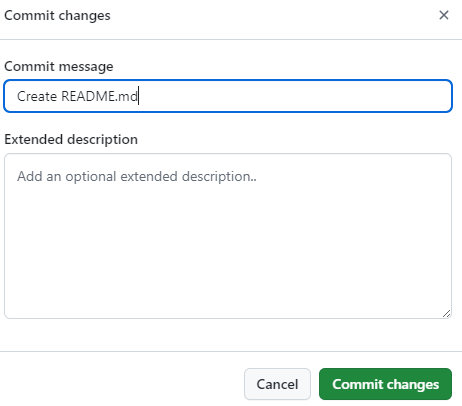 Commit changes
Commit message
Create README.md
Extended description
Add an optional extended description..
Cancel
Commit changes